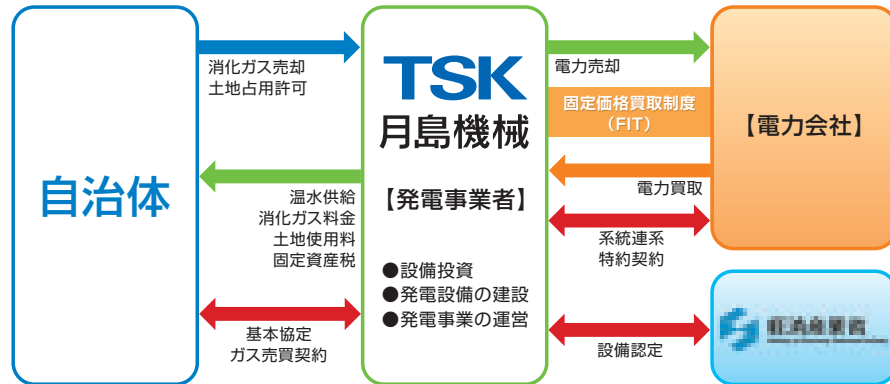 自治体
消化ガス売却
土地占用許可
温水供給
消化ガス料金
土地使用料
固定資産税
基本協定
ガス売買契約
TSK
月島機械
【発電事業者】
●設備投資
●発電設備の建設
●発電事業の運営
電力売却
固定価格買取制度
(FIT)
電力買取
系統連系
特約契約
設備認定
【電力会社】
経済産業省